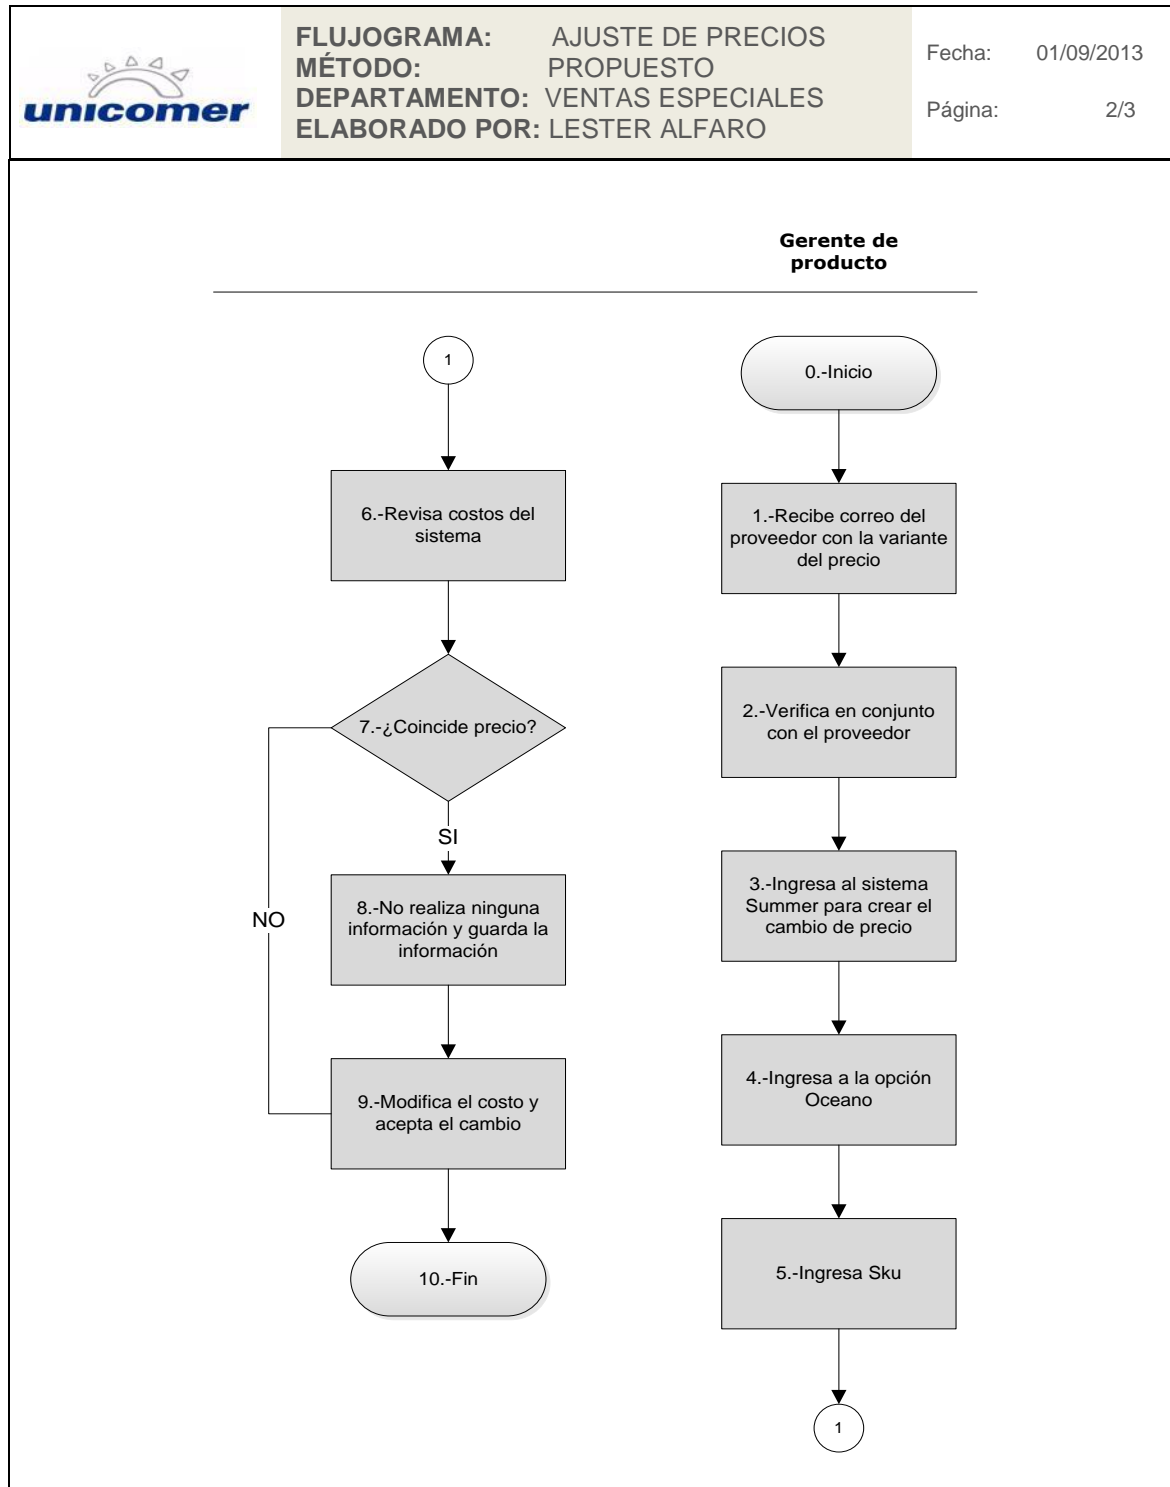 unicomer
FLUJOGRAMA: AJUSTE DE PRECIOS
MÉTODO: PROPUESTO
DEPARTAMENTO: VENTAS ESPECIALES
ELABORADO POR: LESTER ALFARO
Fecha: 01/09/2013
Página: 2/3
Gerente de
producto
0.-Inicio
1.-Recibe correo del
proveedor con la variante
del precio
2.-Verifica en conjunto
con el proveedor
3.-Ingresa al sistema
Summer para crear el
cambio de precio
4.-Ingresa a la opción
Oceano
5.-Ingresa Sku
1
1
6.-Revisa costos del
sistema
7.-¿Coincide precio?
SI
NO
8.-No realiza ninguna
información y guarda la
información
9.-Modifica el costo y
acepta el cambio
10.-Fin